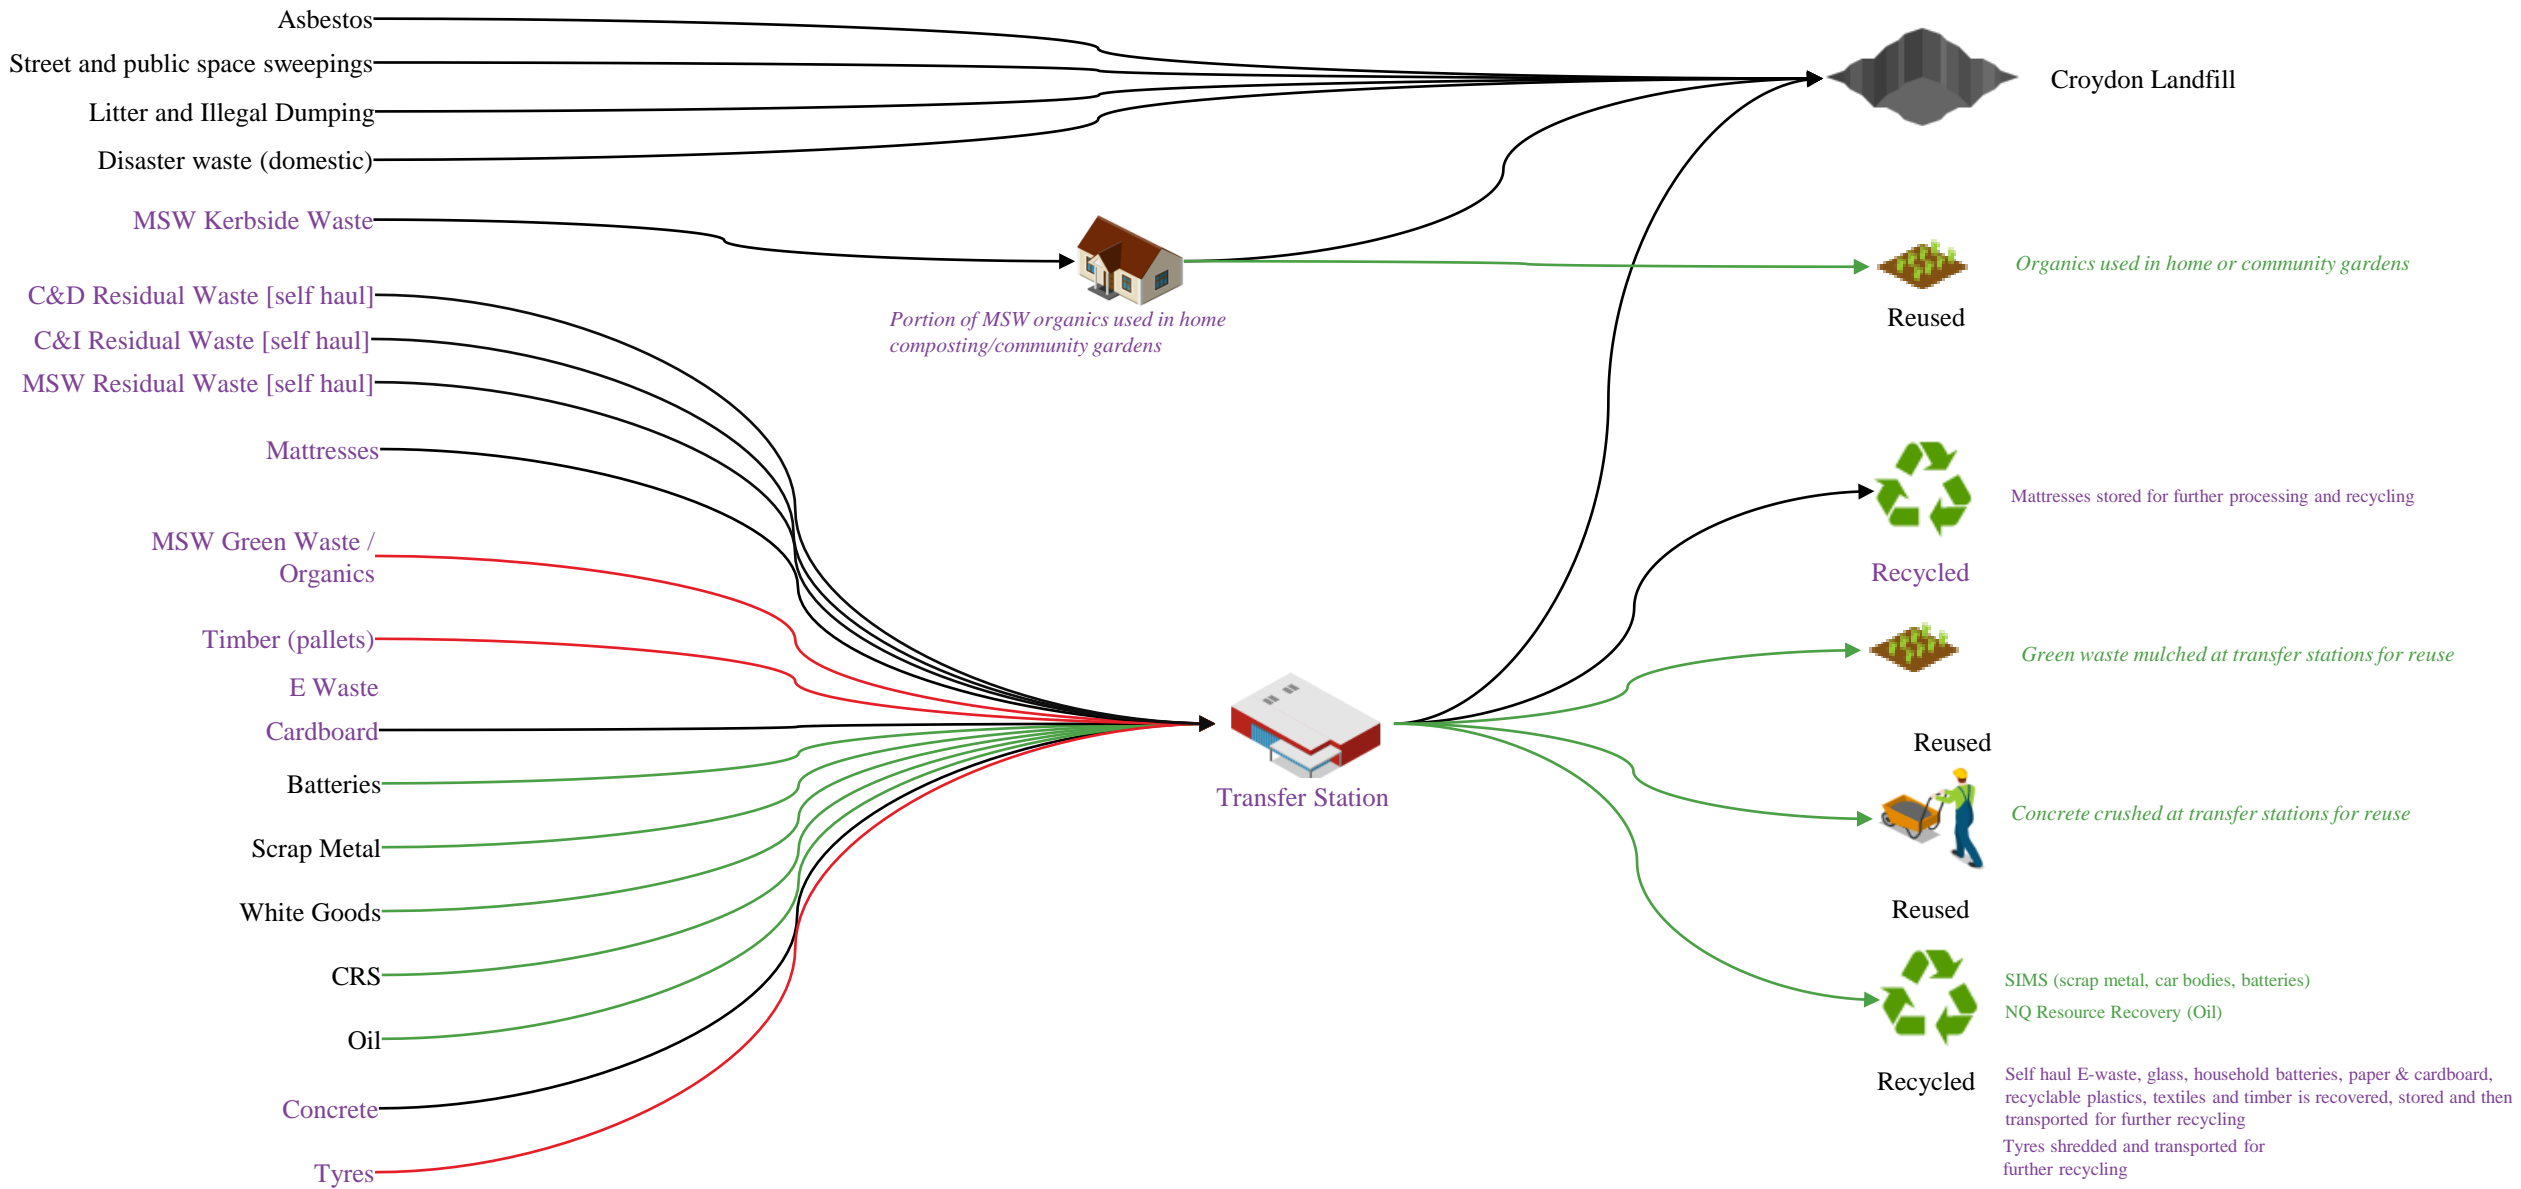 Asbestos
Street and public space sweepings
Litter and Illegal Dumping
Disaster waste (domestic)
MSW Kerbside Waste
C&D Residual Waste [self haul]
C&I Residual Waste [self haul]
MSW Residual Waste [self haul]
Mattresses
MSW Green Waste /
Organics
Timber (pallets)
E Waste
Cardboard
Batteries
Scrap Metal
White Goods
CRS
Oil
Concrete
Tyres
Portion of MSW organics used in home
composting/community gardens
Transfer Station
Croydon Landfill
Organics used in home or community gardens
Reused
Mattresses stored for further processing and recycling
Recycled
Green waste mulched at transfer stations for reuse
Reused
Concrete crushed at transfer stations for reuse
Reused
SIMS (scrap metal, car bodies, batteries)
NQ Resource Recovery (Oil)
Recycled
Self haul E-waste, glass, household batteries, paper & cardboard,
recyclable plastics, textiles and timber is recovered, stored and then
transported for further recycling
Tyres shredded and transported for
further recycling